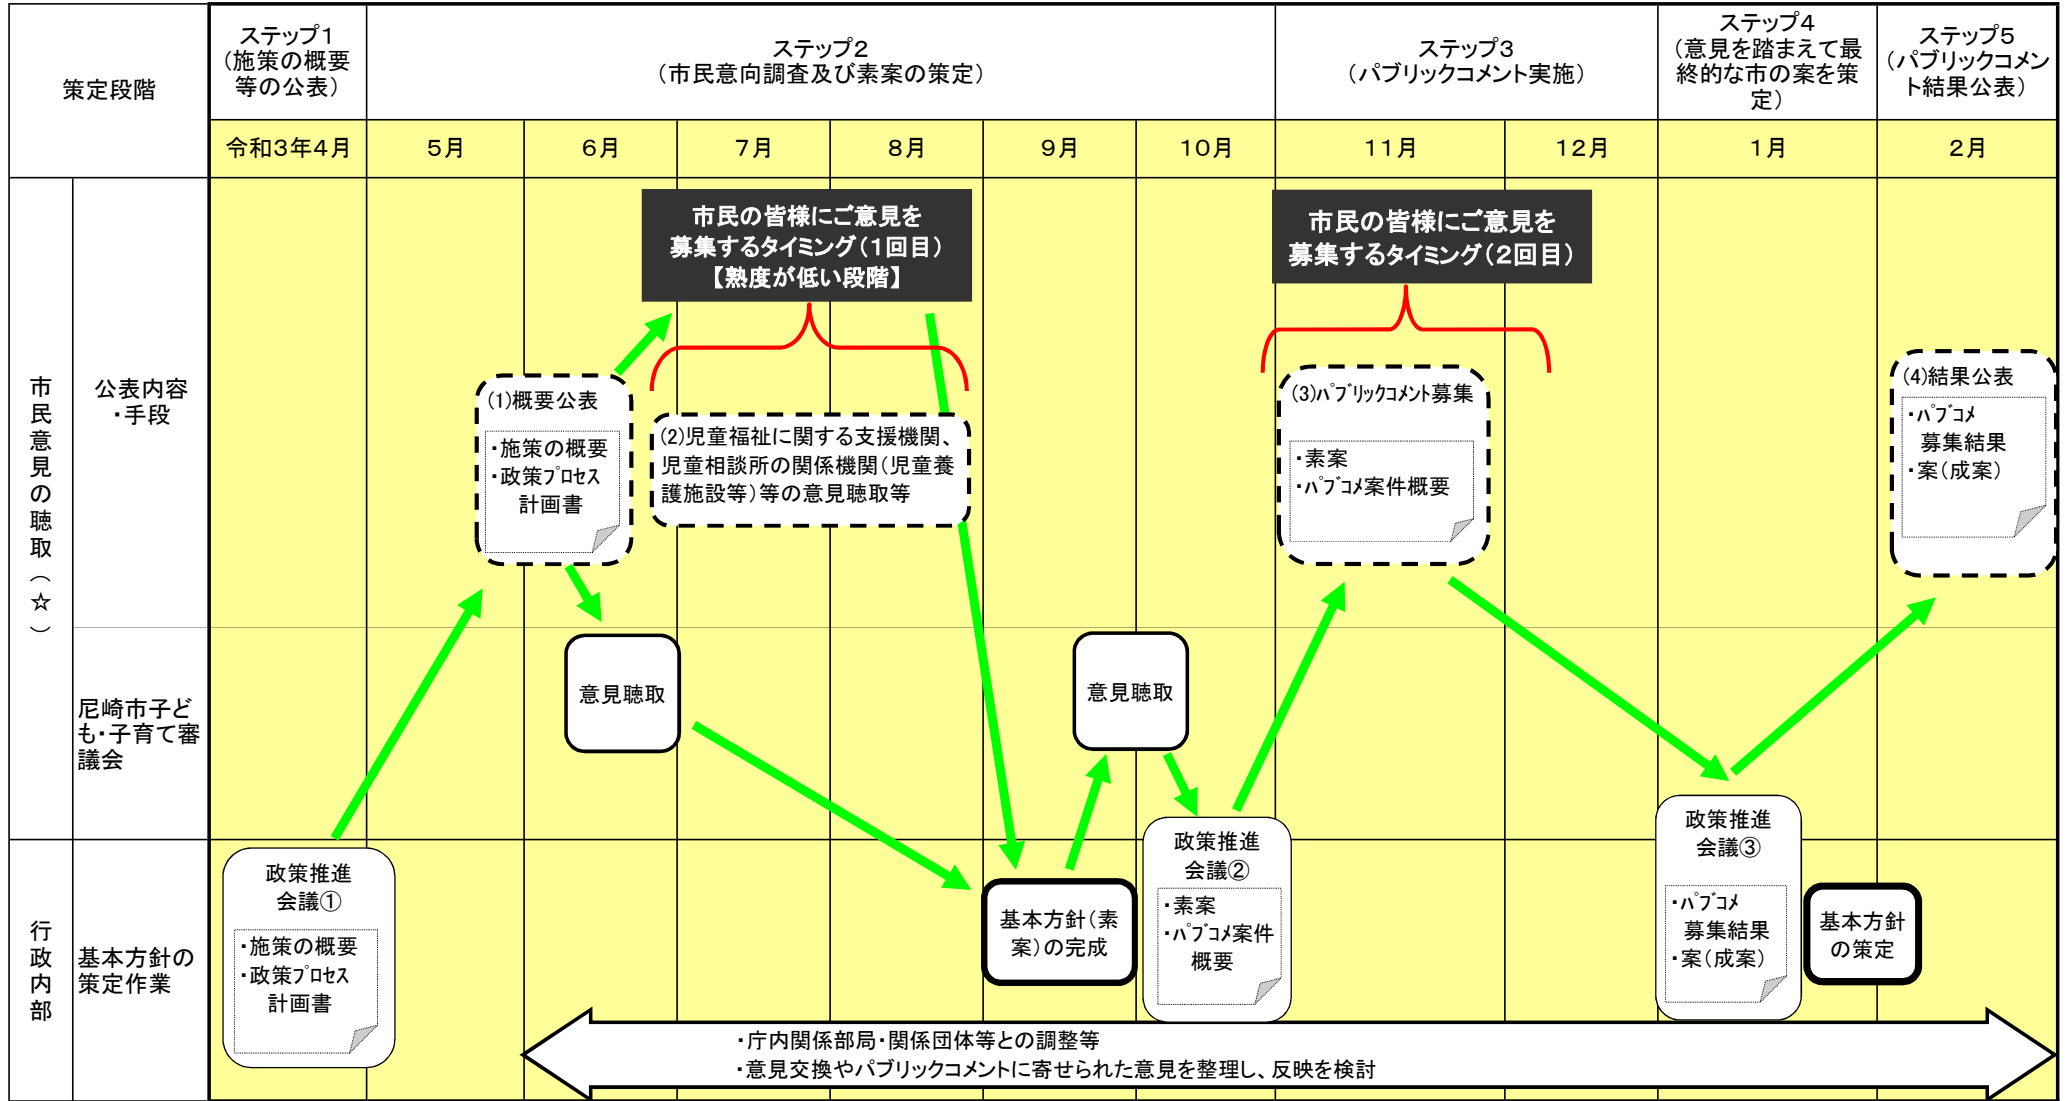 策定段階
ステップ1
(施策の概要
等の公表)
ステップ2
(市民意向調査及び素案の策定)
ステップ3
(パブリックコメント実施)
ステップ4
(意見を踏まえて最
終的な市の案を策
定)
ステップ5
(パブリックコメン
ト結果公表)
令和3年4月
5月
6月
7月
8月
9月
10月
11月
12月
1月
2月
市民意見の聴取(☆)
公表内容
・手段
市民の皆様にご意見を
募集するタイミング(1回目)
【熟度が低い段階】
市民の皆様にご意見を
募集するタイミング(2回目)
(1)概要公表
・施策の概要
・政策プロセス
計画書
(2)児童福祉に関する支援機関、
児童相談所の関係機関(児童養
護施設等)等の意見聴取等
(3)パブリックコメント募集
・素案
・パブコメ案件概要
(4)結果公表
・パブコメ
募集結果
・案(成案)
尼崎市子ど
も・子育て審
議会
意見聴取
意見聴取
行政内部
基本方針の
策定作業
政策推進
会議①
・施策の概要
・政策プロセス
計画書
基本方針(素
案)の完成
政策推進
会議②
・素案
・パブコメ案件
概要
政策推進
会議③
・パブコメ
募集結果
・案(成案)
基本方針
の策定
・庁内関係部局・関係団体等との調整等
・意見交換やパブリックコメントに寄せられた意見を整理し、反映を検討